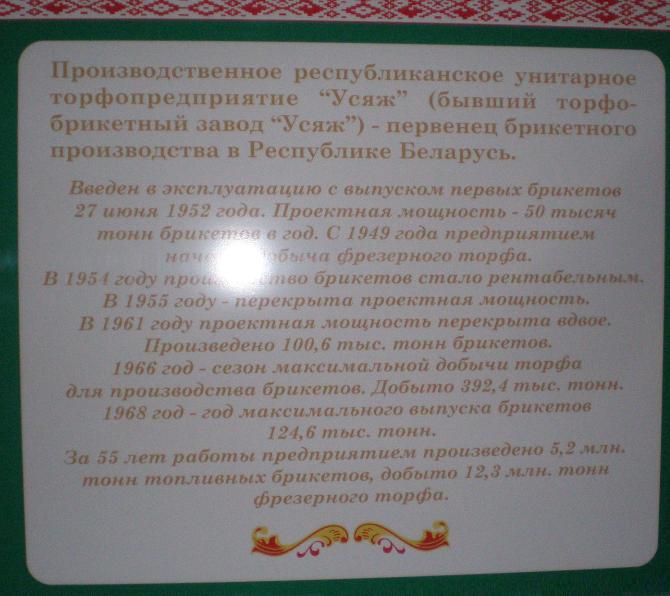 Производственное республиканское унитарное
торфопредприятие “Усяж” (бывший торфо-
брикетный завод “Усяж”) - первенец брикетного
производства в Республике Беларусь.
Введен в эксплуатацию с выпуском первых брикетов
27 июня 1952 года. Проектная мощность - 50 тысяч
тонн брикетов в год. С 1949 года предприятием
добыча фрезерного торфа.
В 1954 году производство брикетов стало рентабельным.
В 1955 году - перекрыта проектная мощность.
В 1961 году проектная мощность перекрыта вдвое.
Произведено 100,6 тыс. тонн брикетов.
1966 год - сезон максимальной добычи торфа
для производства брикетов. Добыто 392,4 тыс. тонн.
1968 год - год максимального выпуска брикетов
124,6 тыс. тонн.
За 55 лет работы предприятием произведено 5,2 млн.
тонн топливных брикетов, добыто 12,3 млн. тонн
фрезерного торфа.